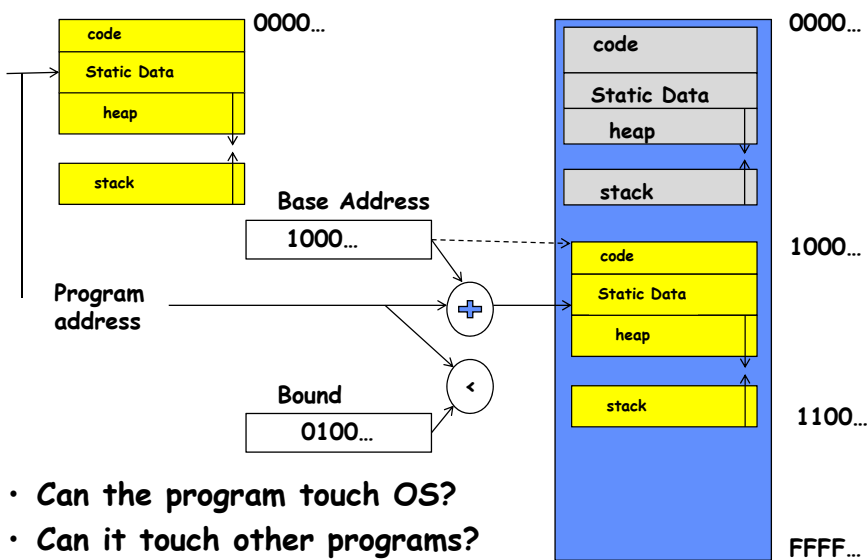 code
0000…
Static Data
heap
stack
Base Address
1000…
Program
address
Bound
0100…
+
<
0000…
code
Static Data
heap
stack
1000…
code
Static Data
heap
stack
1100…
FFFF…
• Can the program touch OS?
• Can it touch other programs?